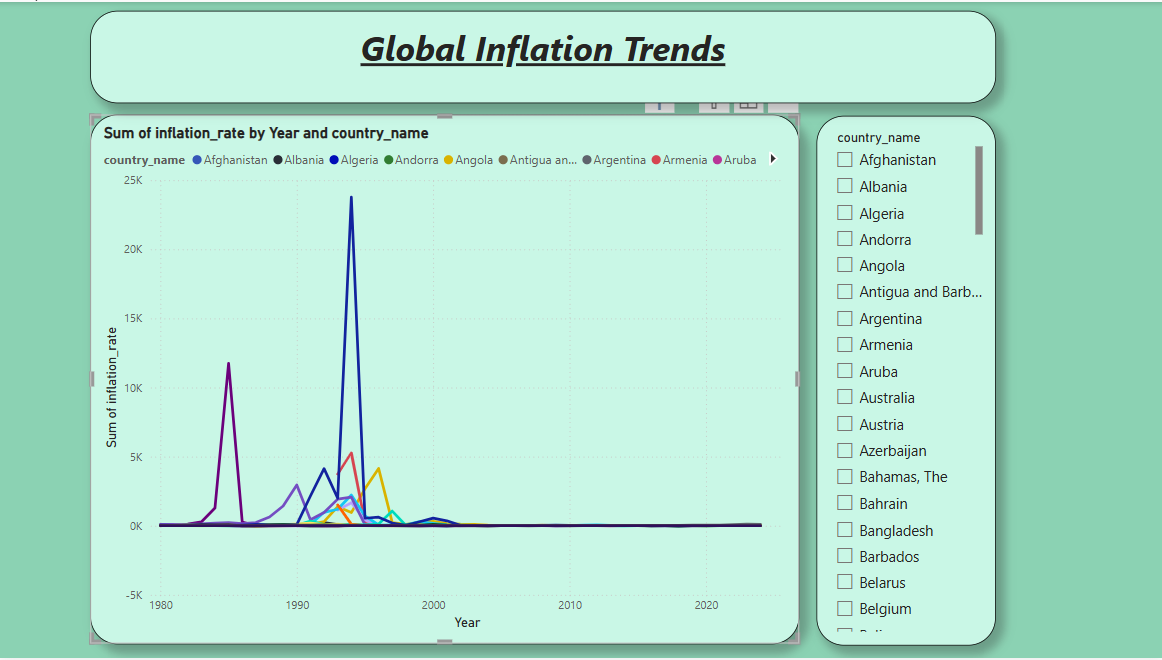 Global Inflation Trends
Sum of inflation_rate by Year and country_name
country_name Afghanistan Albania Algeria Andorra Angola Antigua an... Argentina Armenia Aruba
25K
20K
15K
10K
5K
0K
-5K
Sum of inflation_rate
1980 1990 2000 2010 2020
Year
country_name
Afghanistan
Albania
Algeria
Andorra
Angola
Antigua and Barb...
Argentina
Armenia
Aruba
Australia
Austria
Azerbaijan
Bahamas, The
Bahrain
Bangladesh
Barbados
Belarus
Belgium